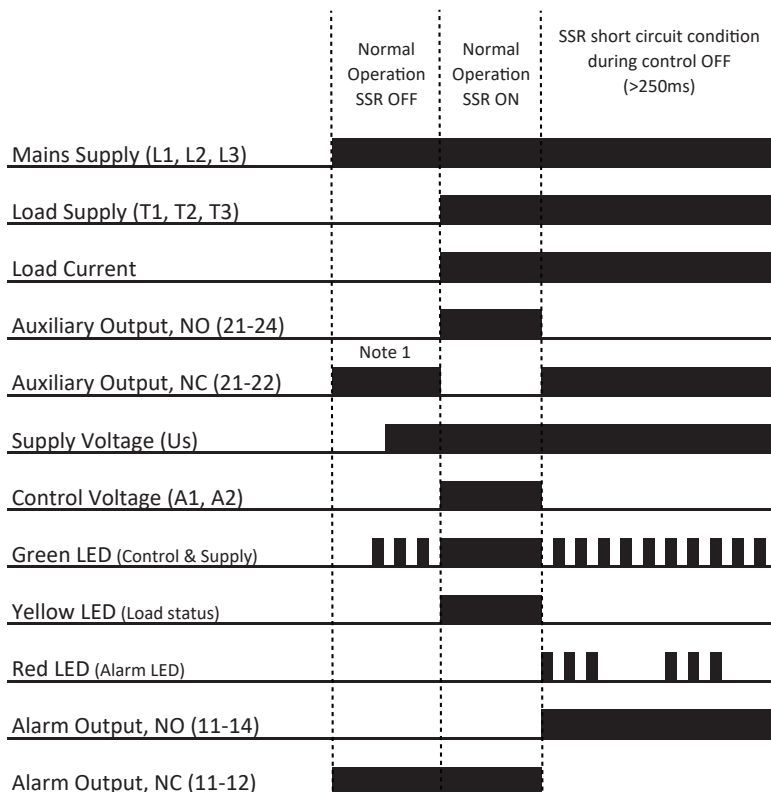 Normal
Operation
SSR OFF
Normal
Operation
SSR ON
SSR short circuit condition
during control OFF
(>250ms)
Mains Supply (L1, L2, L3)
Load Supply (T1, T2, T3)
Load Current
Auxiliary Output, NO (21-24)
Note 1
Auxiliary Output, NC (21-22)
Supply Voltage (Us)
Control Voltage (A1, A2)
Green LED (Control & Supply)
Yellow LED (Load status)
Red LED (Alarm LED)
Alarm Output, NO (11-14)
Alarm Output, NC (11-12)